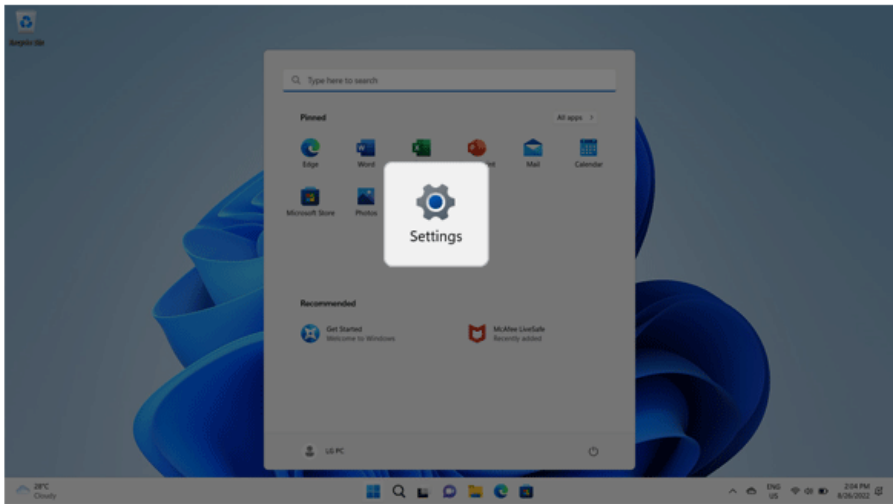 Recycle Bin
Type here to search
Pinned
All apps >
Edge
Word
Mail
Calendar
Microsoft Store
Photos
Settings
Recommended
Get Started
Welcome to Windows
McAfee LiveSafe
Recently added
LG PC
28°C
Cloudy
ENG
US
2:04 PM
8/26/2022